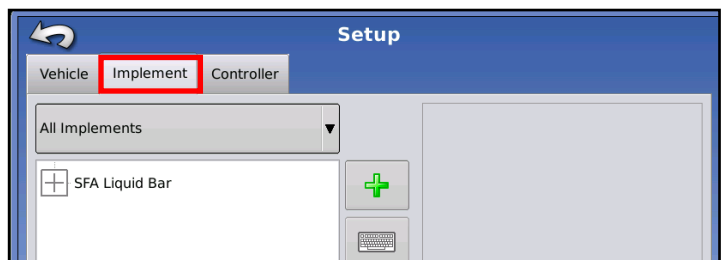 Setup
Vehicle Implement Controller
All Implements
SFA Liquid Bar